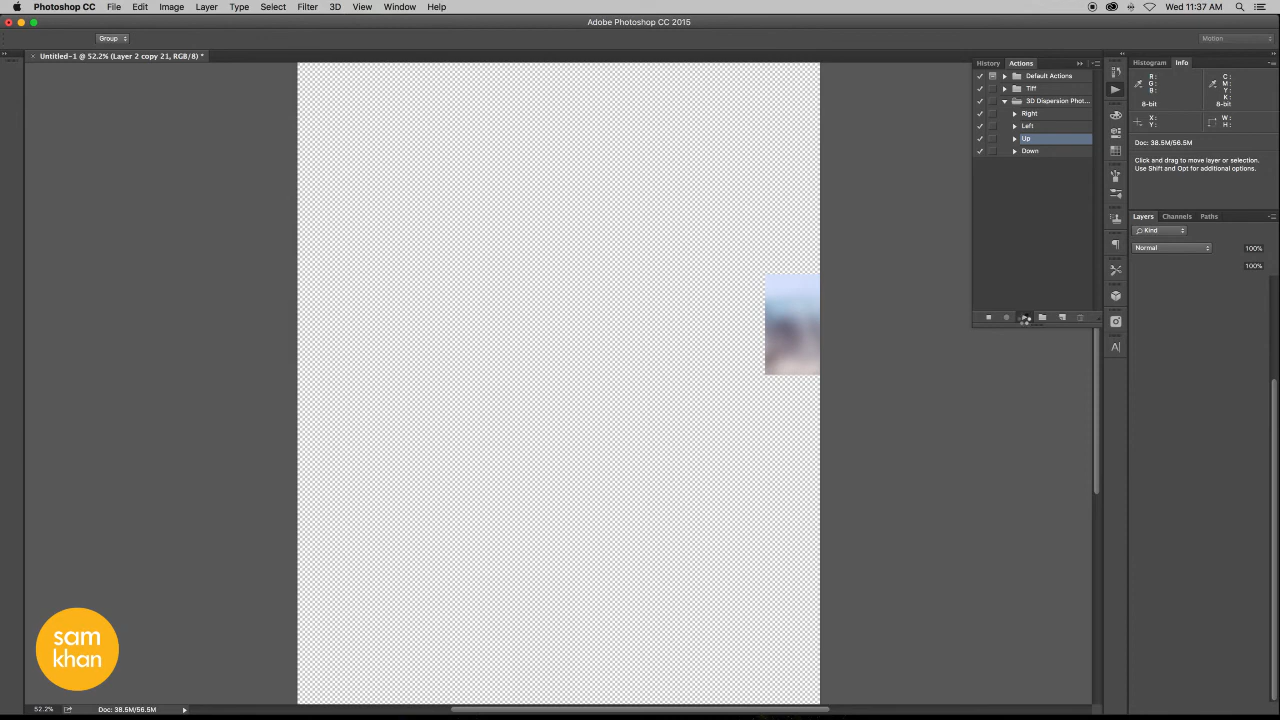 Photoshop CC File Edit Image Layer Type Select Filter 3D View Window Help Wed 11:37 AM
Adobe Photoshop CC 2015
Group Motion
× Untitled-1 @ 52.2% (Layer 2 copy 21, RGB/8) *
History Actions
Default Actions
Tiff
3D Dispersion Phot...
Right
Left
Up
Down
Histogram Info
R:
G:
B:
C:
M:
Y:
K:
8-bit 8-bit
X:
Y:
W:
H:
Doc: 38.5M/56.5M
Click and drag to move layer or selection.
Use Shift and Opt for additional options.
Layers Channels Paths
Kind
Normal 100%
100%
sam
khan
52.2% Doc: 38.5M/56.5M